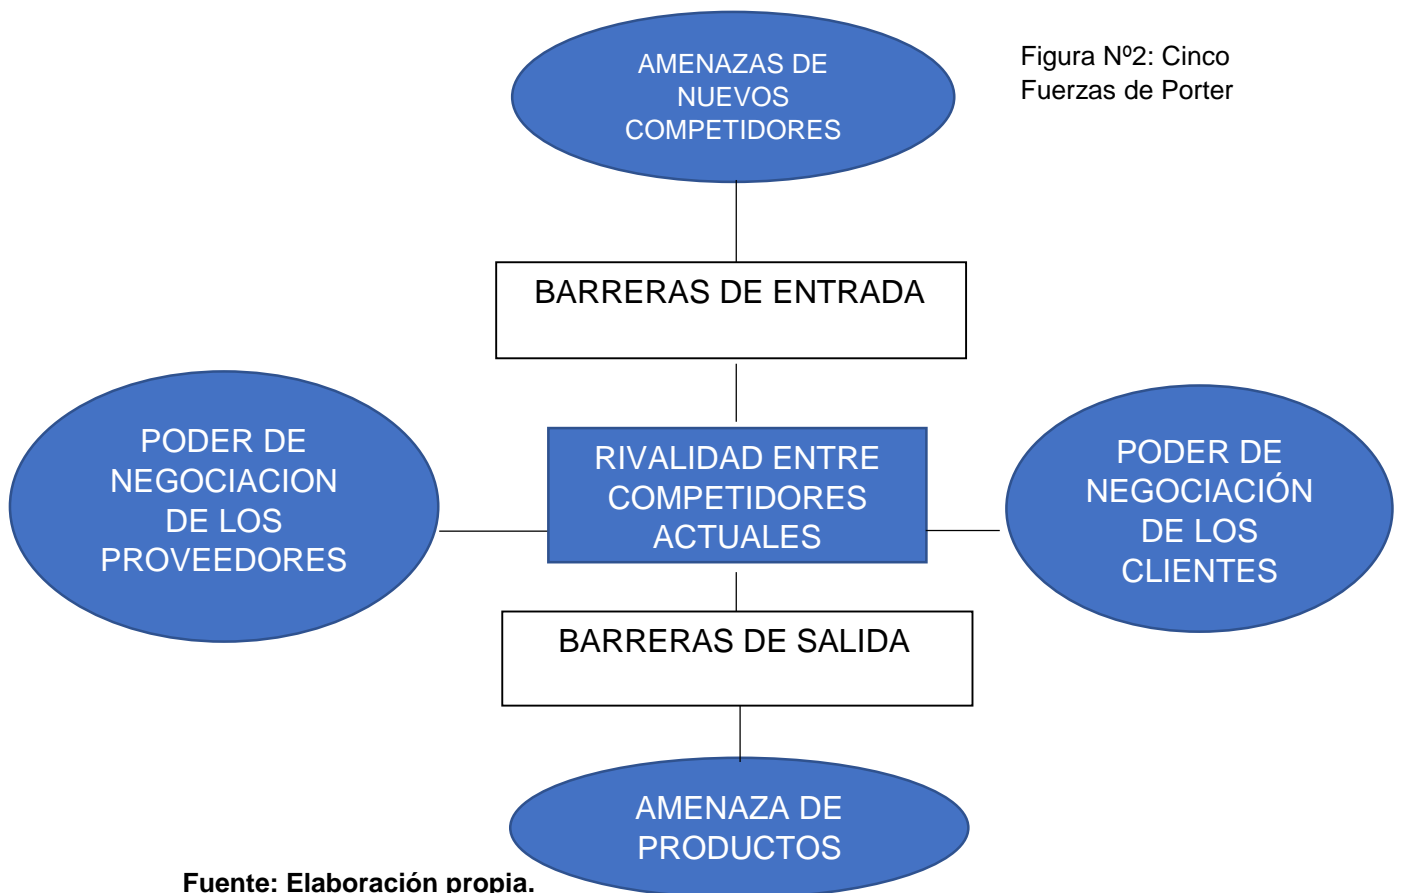 AMENAZAS DE
NUEVOS
COMPETIDORES
Figura Nº2: Cinco
Fuerzas de Porter
BARRERAS DE ENTRADA
PODER DE
NEGOCIACION
DE LOS
PROVEEDORES
RIVALIDAD ENTRE
COMPETIDORES
ACTUALES
PODER DE
NEGOCIACIÓN
DE LOS
CLIENTES
BARRERAS DE SALIDA
AMENAZA DE
PRODUCTOS
Fuente: Elaboración propia.